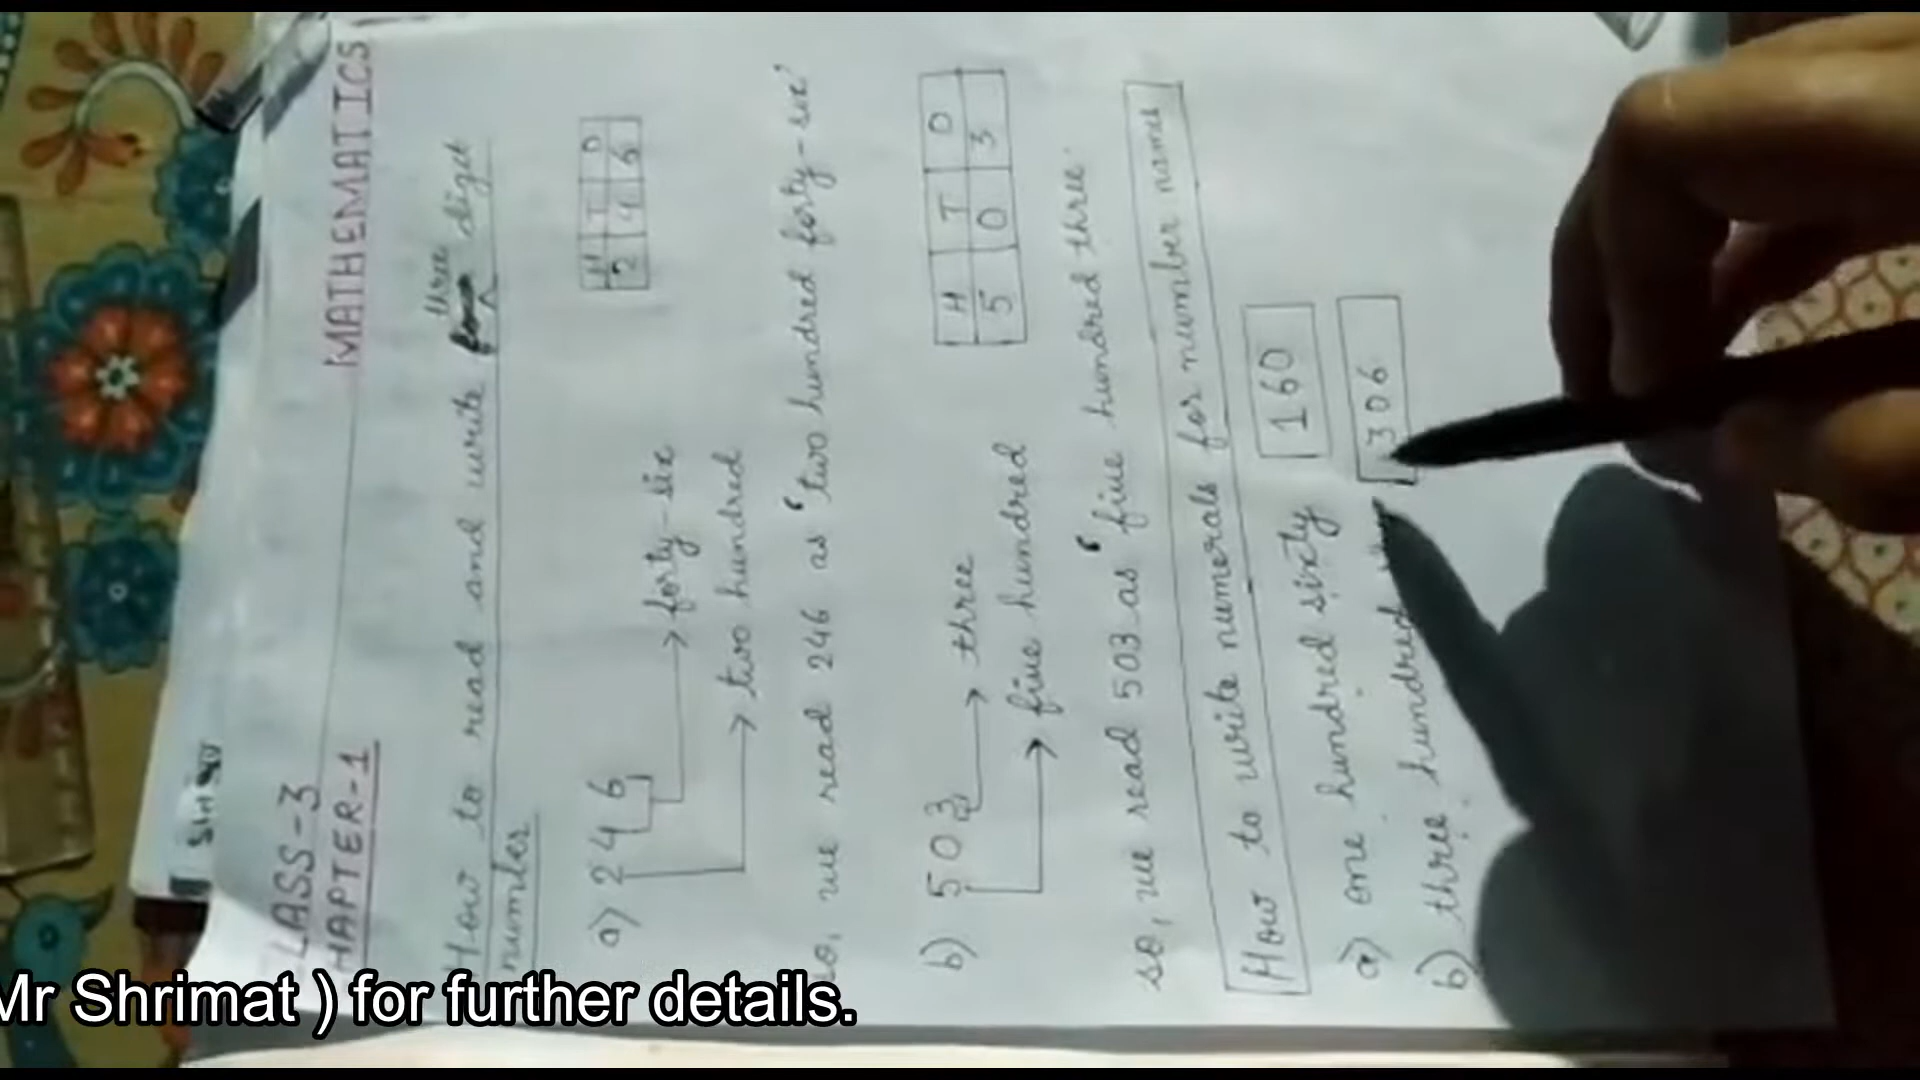 LASS-3
MATHEMATICS
HAPTER-1
How to read and write three digit
numbers
H T O
2 4 6
a) 246
forty-six
two hundred
so, we read 246 as 'two hundred forty-six'
H T O
5 0 3
b) 503
three
five hundred
so, we read 503 as 'five hundred three'
How to write numerals for number names
a) one hundred sixty 160
b) three hundred 306
Mr Shrimat ) for further details.